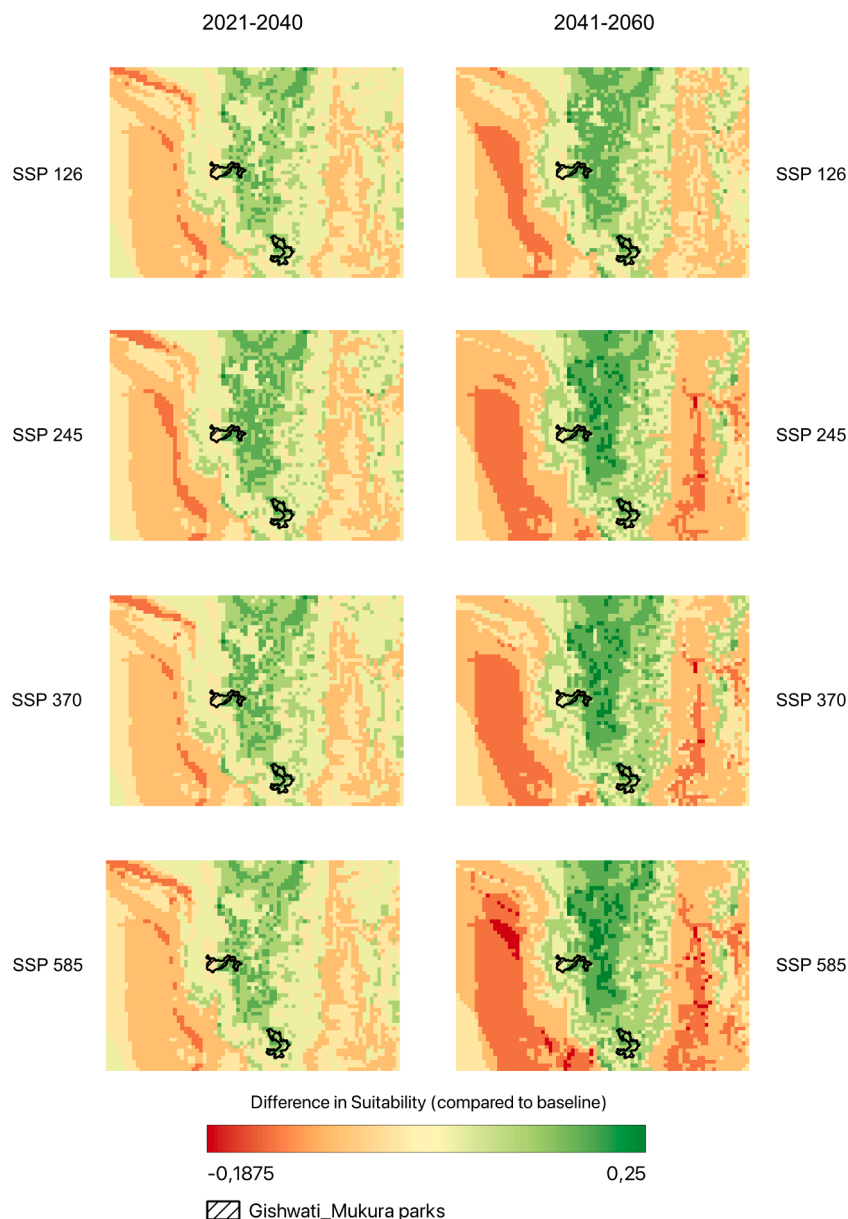 2021-2040 2041-2060
SSP 126 SSP 126
SSP 245 SSP 245
SSP 370 SSP 370
SSP 585 SSP 585
Difference in Suitability (compared to baseline)
-0,1875 0,25
Gishwati_Mukura parks